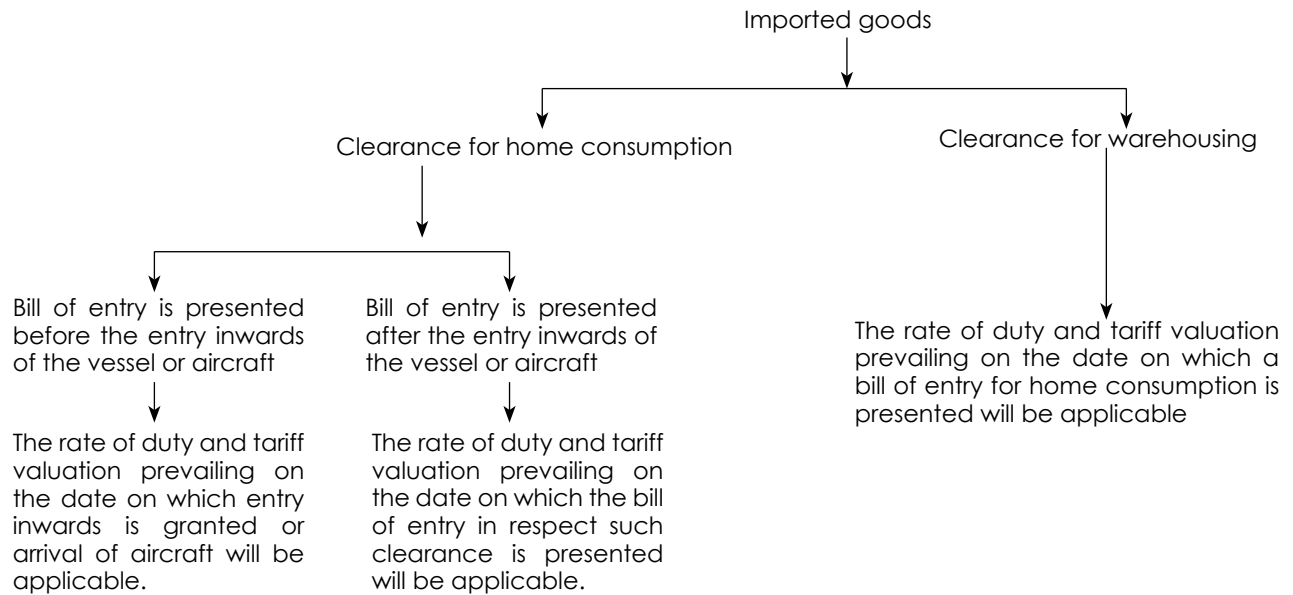 Imported goods
Clearance for home consumption
Clearance for warehousing
Bill of entry is presented
before the entry inwards
of the vessel or aircraft
Bill of entry is presented
after the entry inwards of
the vessel or aircraft
The rate of duty and tariff valuation
prevailing on the date on which a
bill of entry for home consumption is
presented will be applicable
The rate of duty and tariff
valuation prevailing on
the date on which entry
inwards is granted or
arrival of aircraft will be
applicable.
The rate of duty and tariff
valuation prevailing on
the date on which the bill
of entry in respect such
clearance is presented
will be applicable.